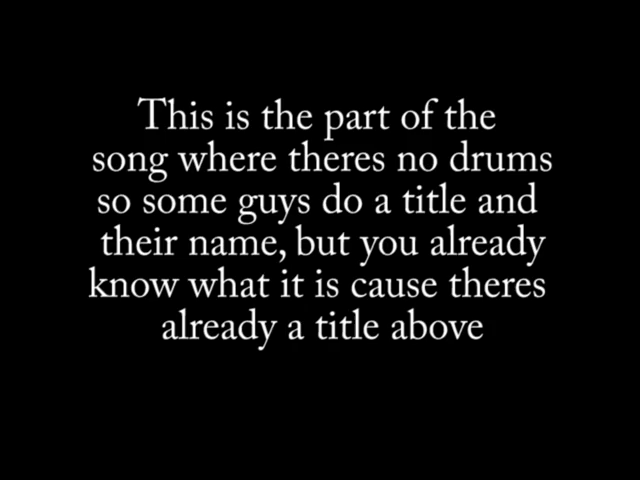 This is the part of the
song where theres no drums
so some guys do a title and
their name, but you already
know what it is cause theres
already a title above